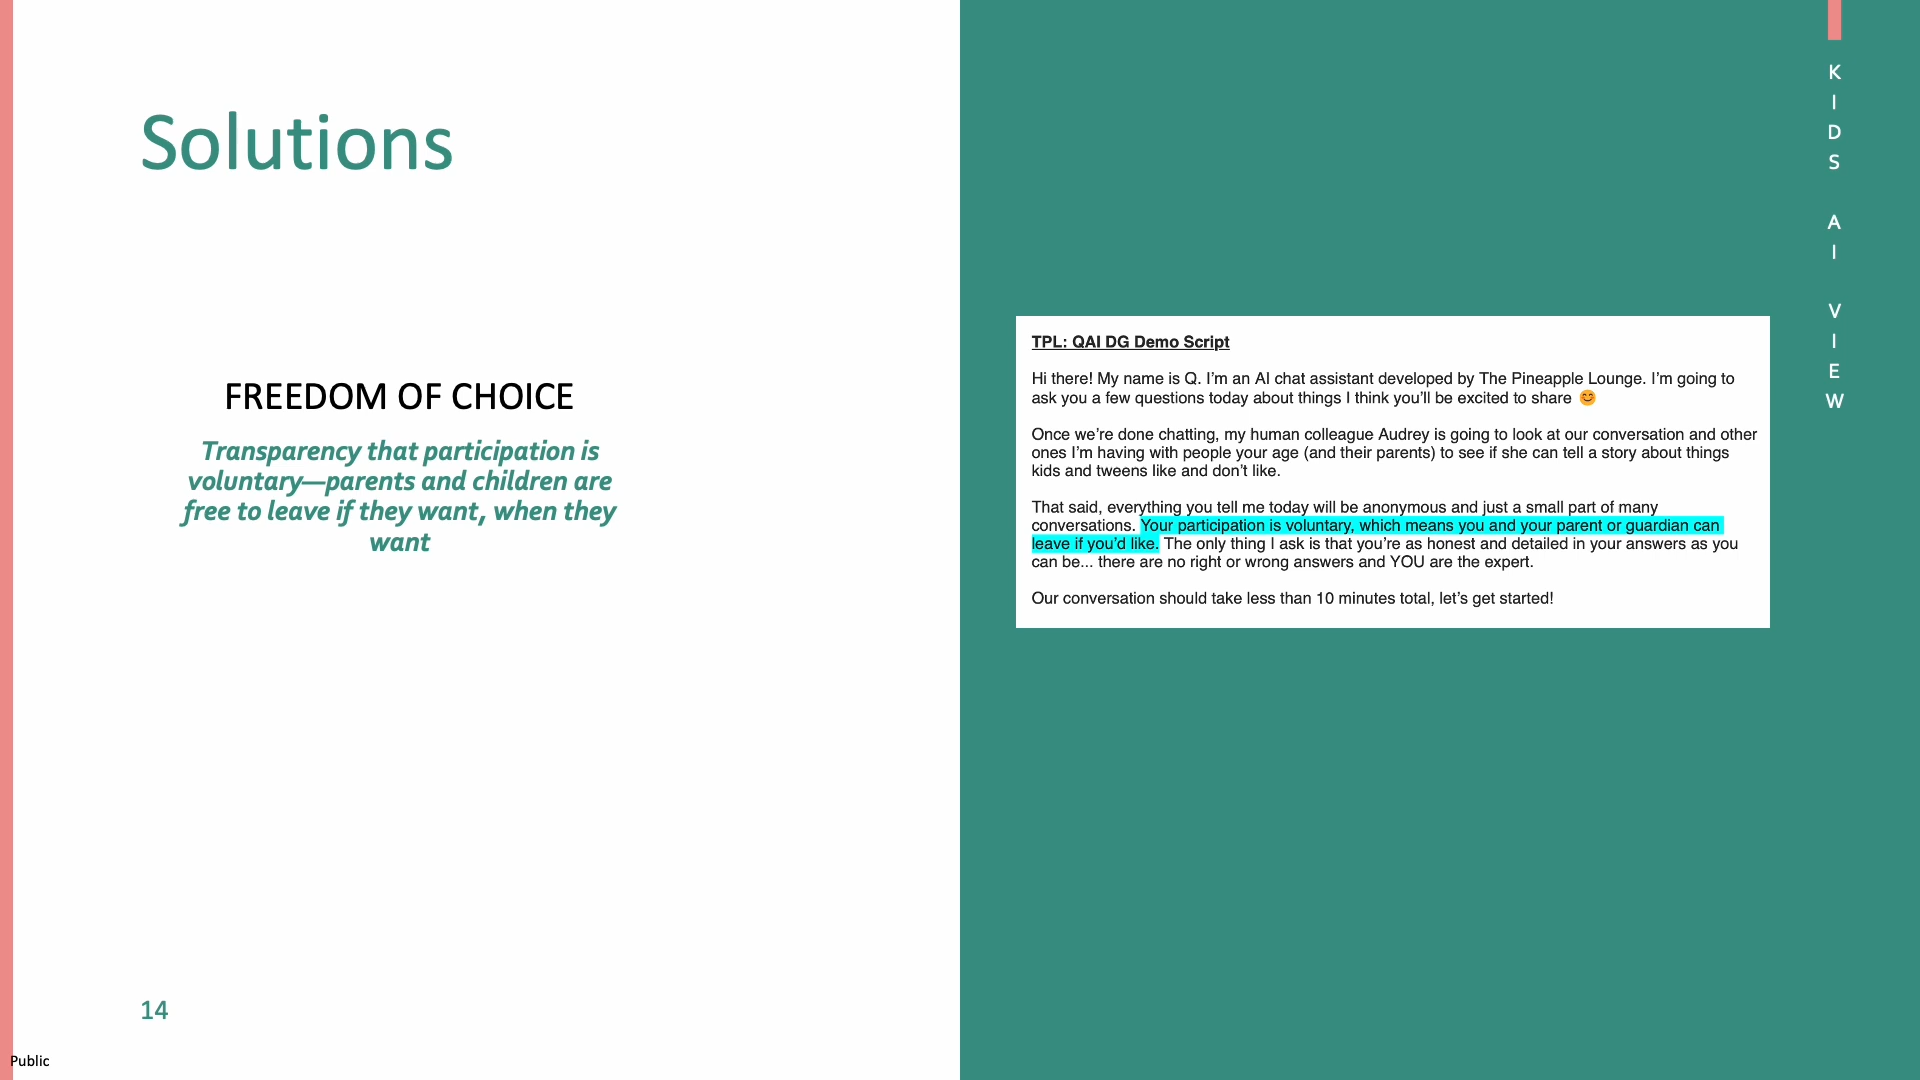 Solutions
FREEDOM OF CHOICE
Transparency that participation is
voluntary—parents and children are
free to leave if they want, when they
want
14
Public
TPL: QAI DG Demo Script
Hi there! My name is Q. I’m an AI chat assistant developed by The Pineapple Lounge. I’m going to
ask you a few questions today about things I think you’ll be excited to share 😊
Once we’re done chatting, my human colleague Audrey is going to look at our conversation and other
ones I’m having with people your age (and their parents) to see if she can tell a story about things
kids and tweens like and don’t like.
That said, everything you tell me today will be anonymous and just a small part of many
conversations. Your participation is voluntary, which means you and your parent or guardian can
leave if you’d like. The only thing I ask is that you’re as honest and detailed in your answers as you
can be... there are no right or wrong answers and YOU are the expert.
Our conversation should take less than 10 minutes total, let’s get started!
KIDS AI VIEW